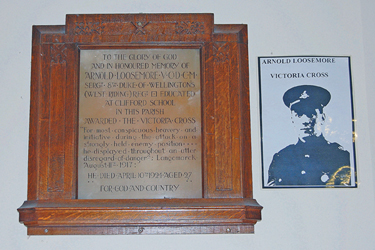 TO THE GLORY OF GOD
AND IN HONOURED MEMORY OF
ARNOLD LOOSEMORE V.C. D.C.M.
SERGT 8TH DUKE OF WELLINGTON'S
(WEST RIDING) REGT EDUCATED
AT CLIFFORD SCHOOL
IN THIS PARISH
AWARDED THE VICTORIA CROSS
"For most conspicuous bravery and
initiative during the attack on a
strongly held enemy position
he displayed throughout an utter
disregard of danger": Langemarck
August 1917
HE DIED APRIL 10TH 1924 AGED 27
FOR GOD AND COUNTRY
ARNOLD LOOSEMORE
VICTORIA CROSS